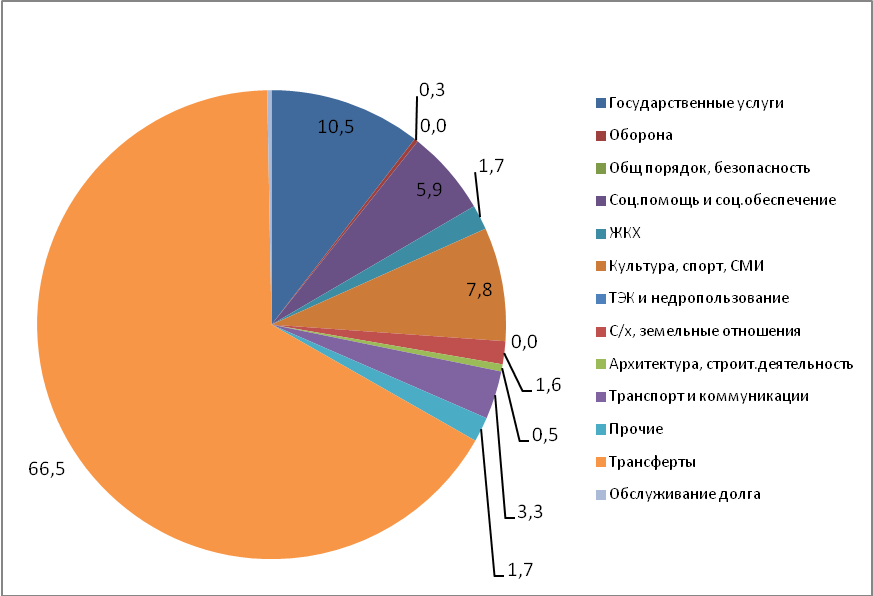 0,3
10,5
0,0
1,7
5,9
7,8
0,0
1,6
0,5
66,5
3,3
1,7
Государственные услуги
Оборона
Общ порядок, безопасность
Соц.помощь и соц.обеспечение
ЖКХ
Культура, спорт, СМИ
ТЭК и недропользование
С/х, земельные отношения
Архитектура, строит.деятельность
Транспорт и коммуникации
Прочие
Трансферты
Обслуживание долга